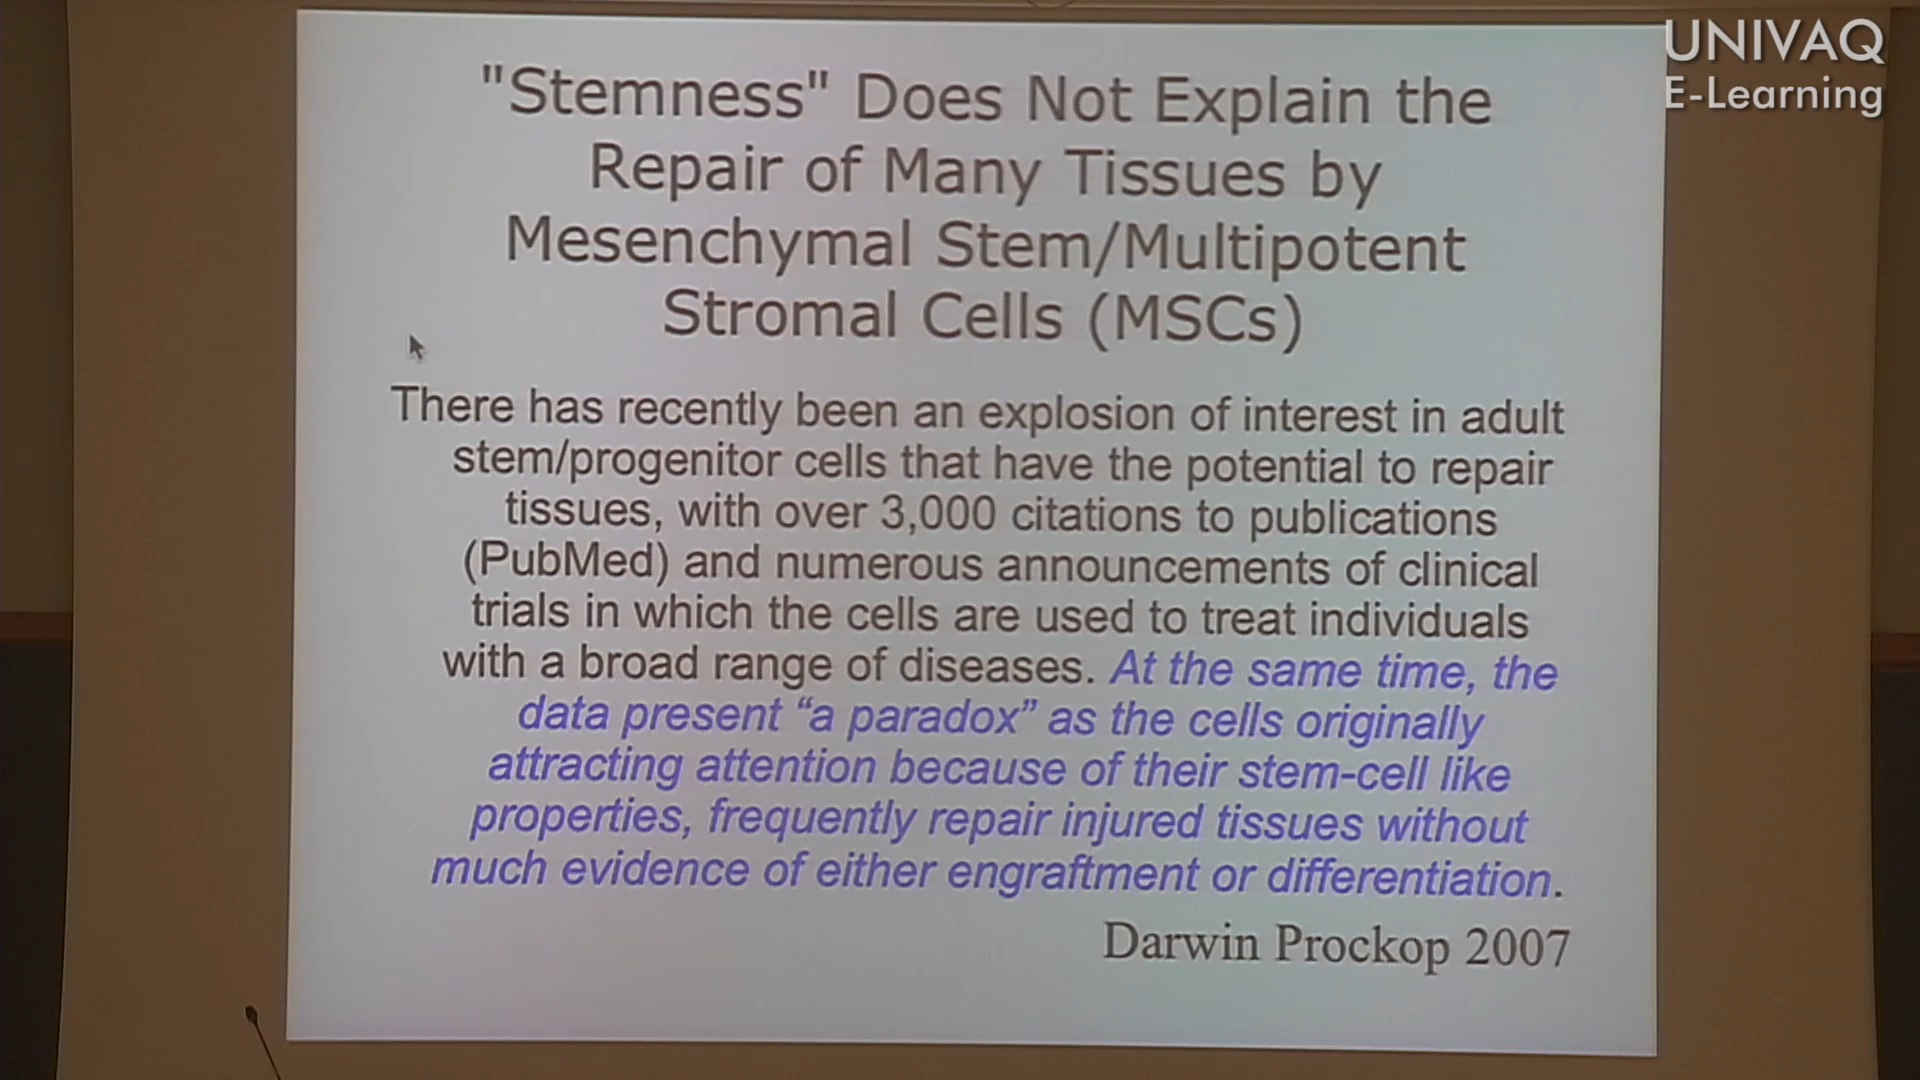 UNIVAQ
E-Learning
"Stemness" Does Not Explain the
Repair of Many Tissues by
Mesenchymal Stem/Multipotent
Stromal Cells (MSCs)
There has recently been an explosion of interest in adult
stem/progenitor cells that have the potential to repair
tissues, with over 3,000 citations to publications
(PubMed) and numerous announcements of clinical
trials in which the cells are used to treat individuals
with a broad range of diseases. At the same time, the
data present “a paradox” as the cells originally
attracting attention because of their stem-cell like
properties, frequently repair injured tissues without
much evidence of either engraftment or differentiation.
Darwin Prockop 2007